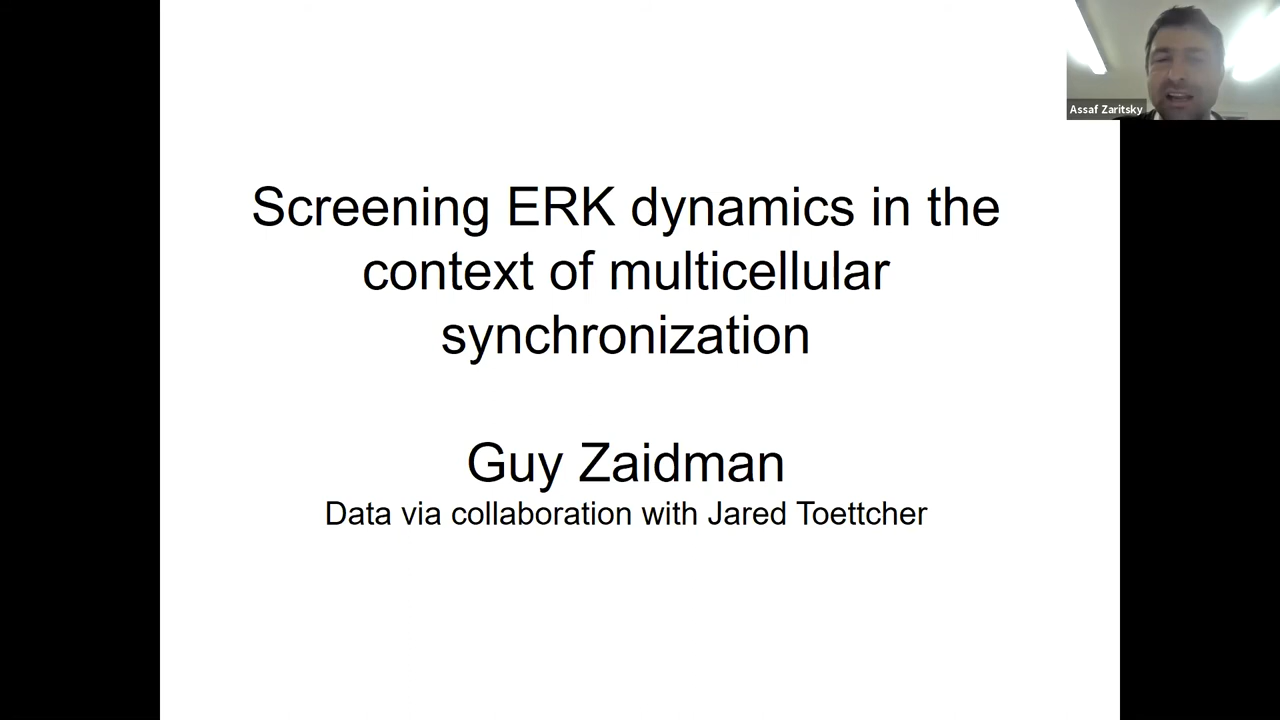 Assaf Zaritsky
Screening ERK dynamics in the
context of multicellular
synchronization
Guy Zaidman
Data via collaboration with Jared Toettcher